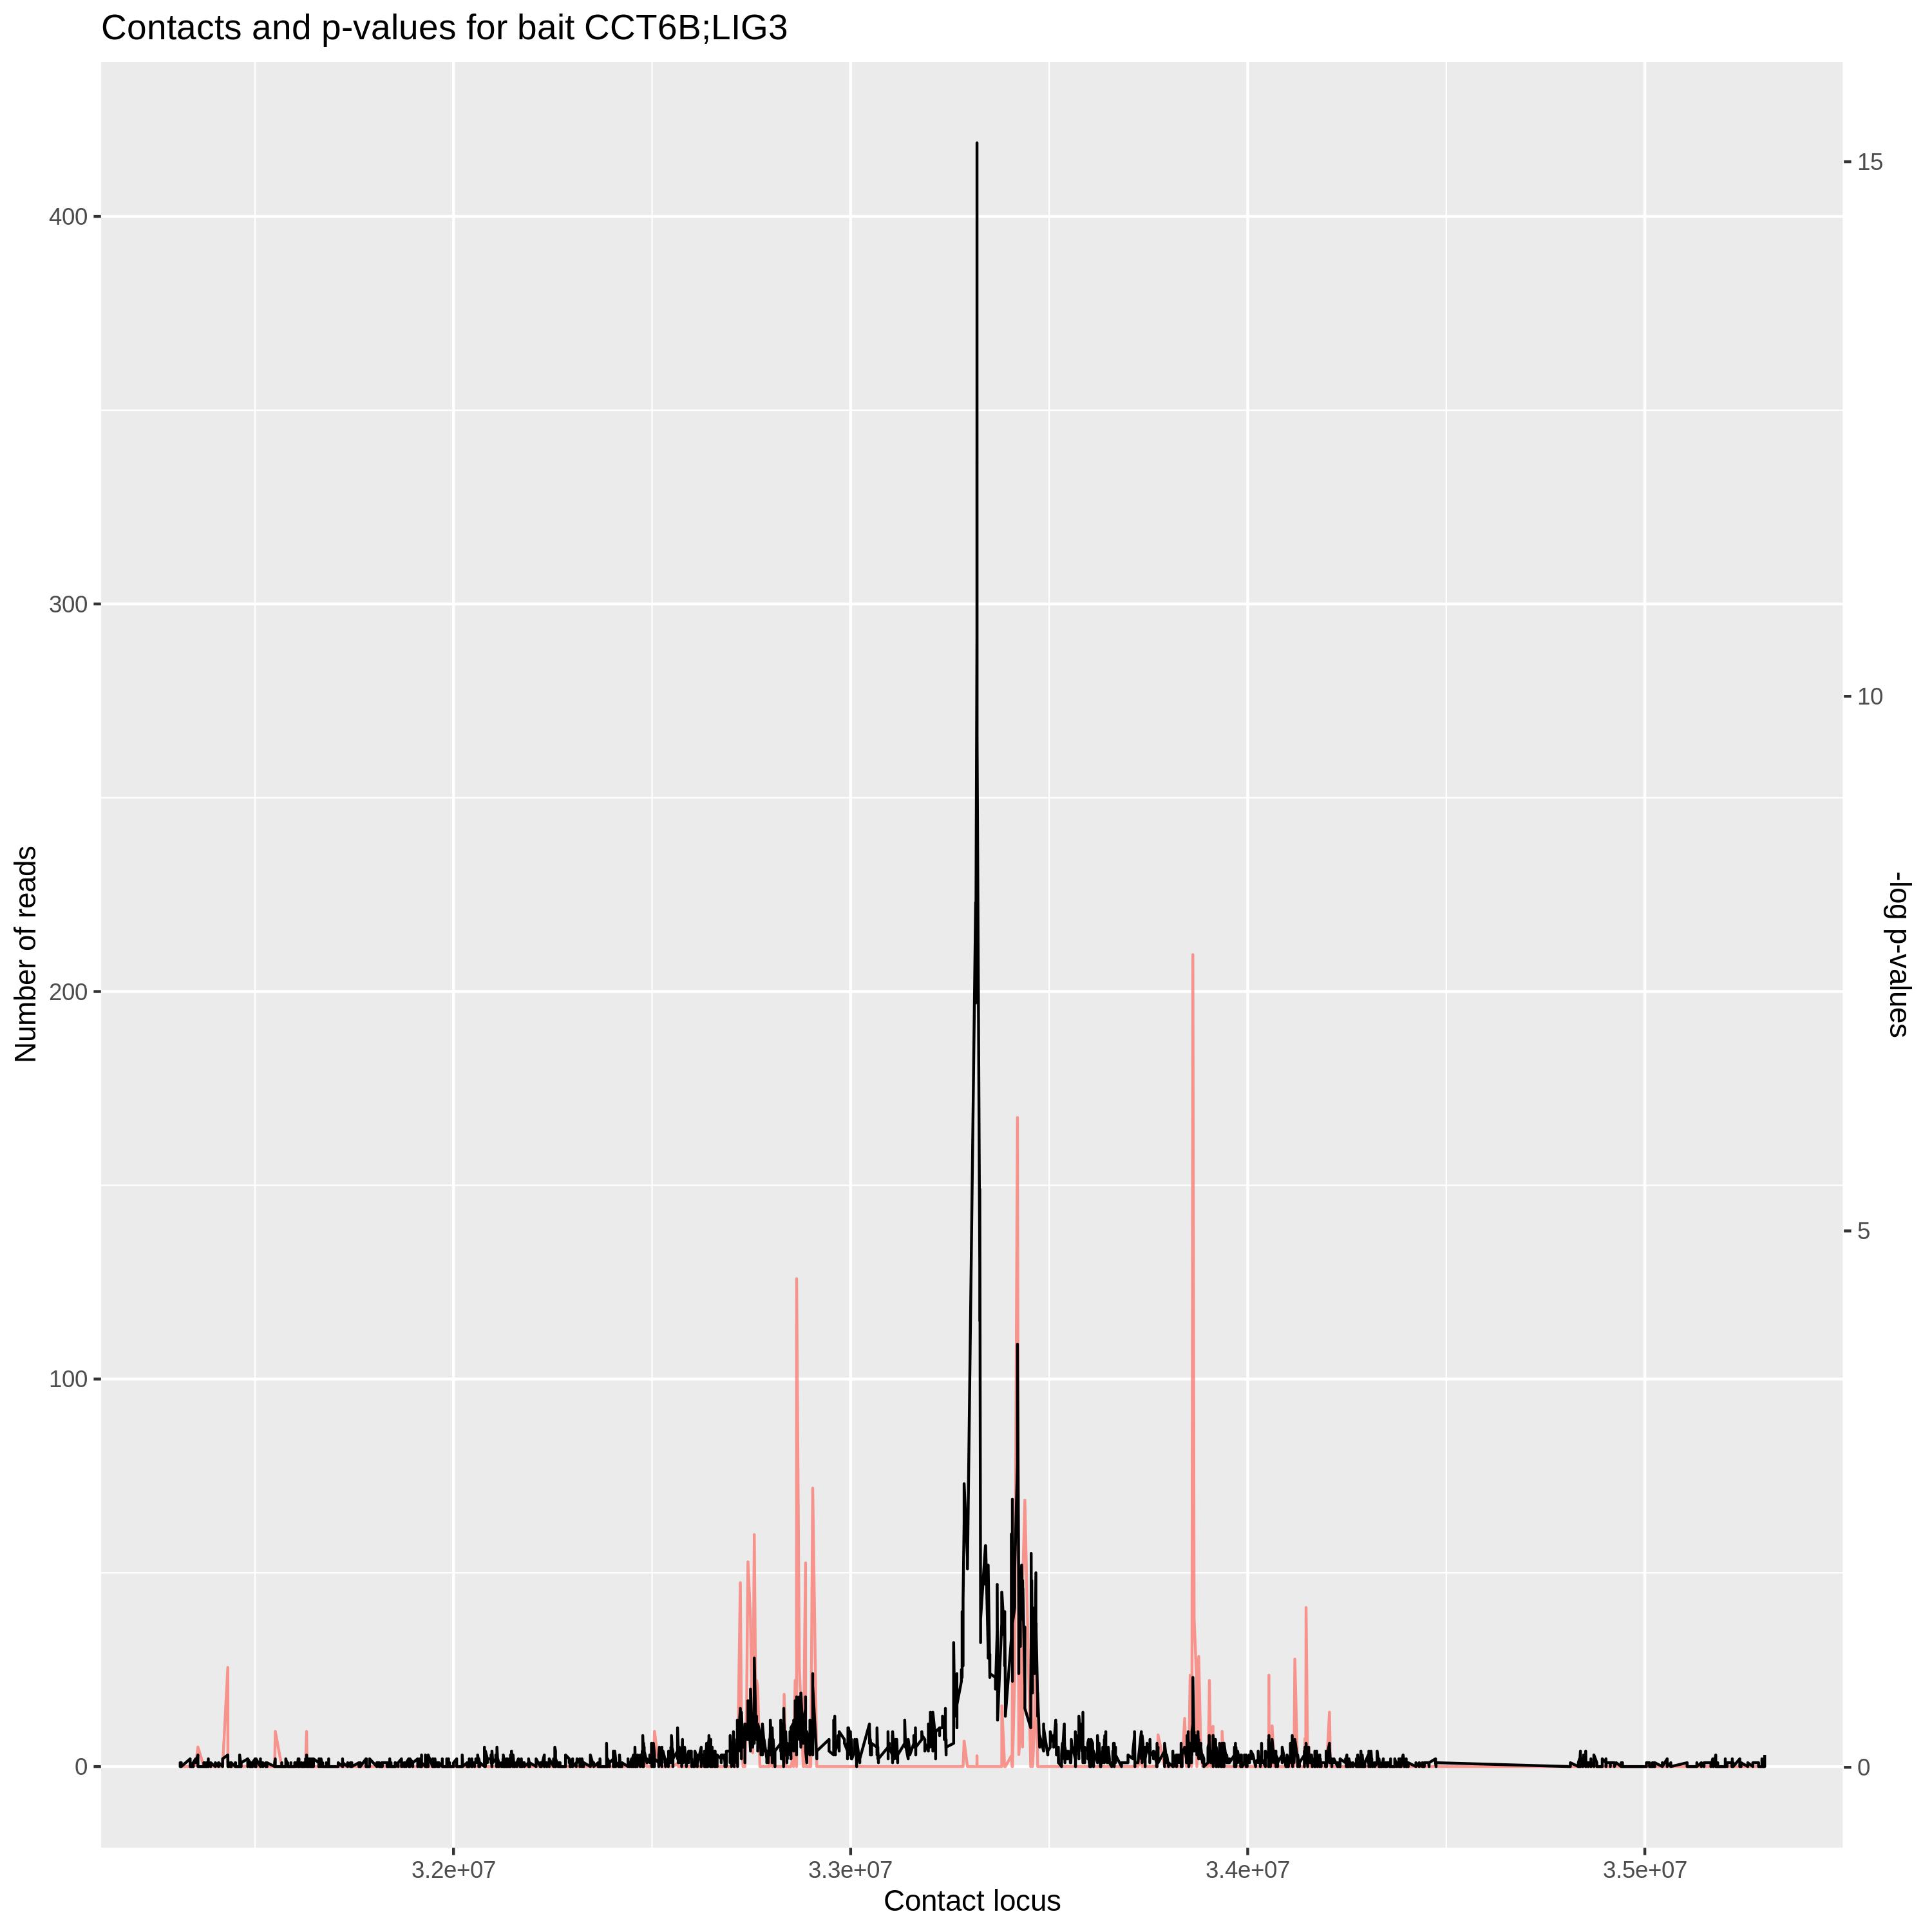 Contacts and p-values for bait CCT6B;LIG3
400
300
200
100
0
Number of reads
15
10
5
0
-log p-values
3.2e+07
3.3e+07
3.4e+07
3.5e+07
Contact locus